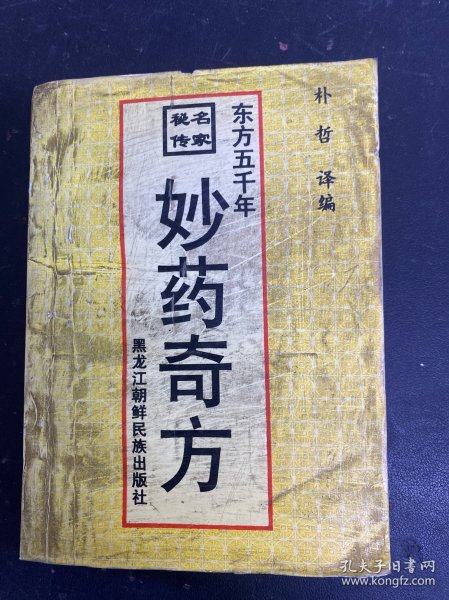 朴哲 译编
东方五千年
名家
秘传
妙药奇方
黑龙江朝鲜民族出版社
孔夫子旧书网
www.kongfz.com